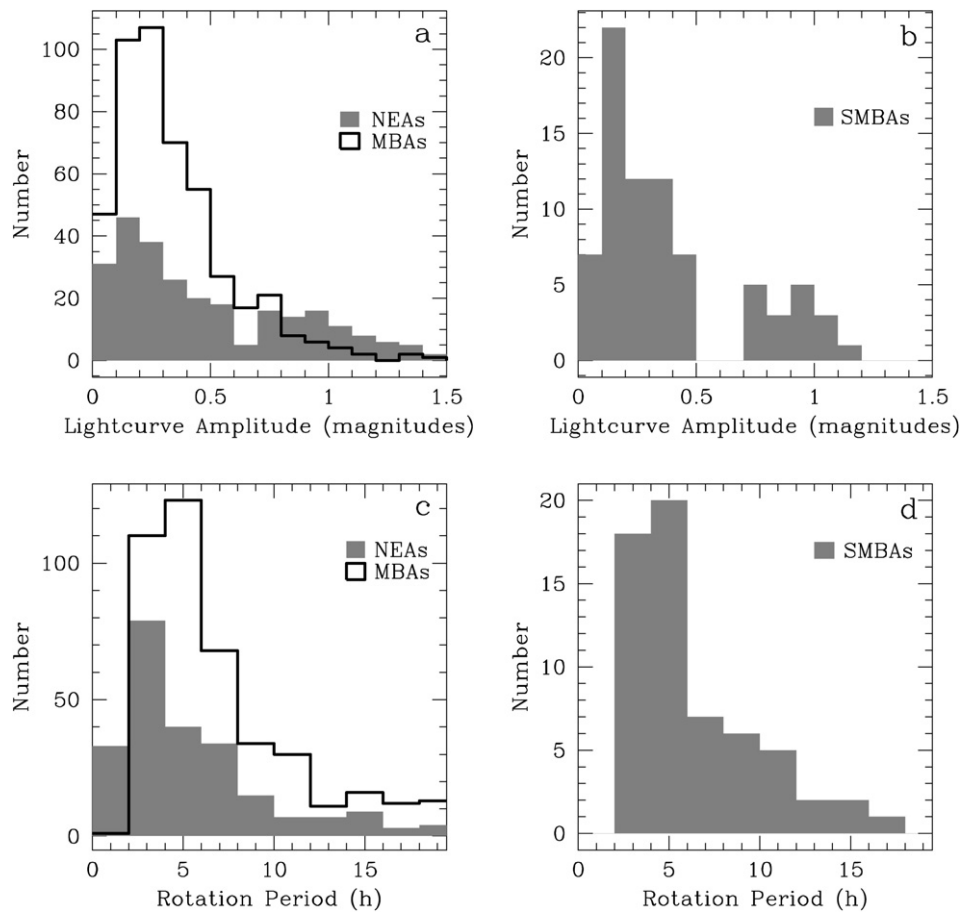 a
100
80
60
40
20
0
Number
NEAs
MBAs
0 0.5 1 1.5
Lightcurve Amplitude (magnitudes)
b
20
15
10
5
0
Number
SMBAs
0 0.5 1 1.5
Lightcurve Amplitude (magnitudes)
c
100
50
0
Number
NEAs
MBAs
0 5 10 15
Rotation Period (h)
d
20
15
10
5
0
Number
SMBAs
0 5 10 15
Rotation Period (h)